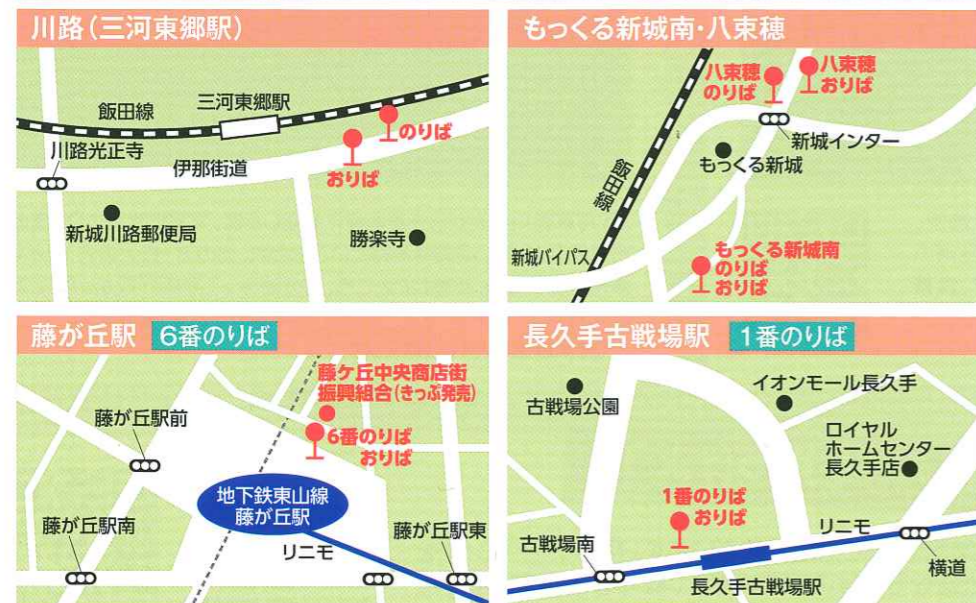 川路(三河東郷駅)
飯田線
三河東郷駅
のりば
川路光正寺
伊那街道
おりば
新城川路郵便局
勝楽寺
もっくる新城南・八束穂
八束穂
のりば
八束穂
おりば
新城インター
もっくる新城
飯田線
新城バイパス
もっくる新城南
のりば
おりば
藤が丘駅 6番のりば
藤ケ丘中央商店街
振興組合(きっぷ発売)
藤が丘駅前
6番のりば
おりば
地下鉄東山線
藤が丘駅
藤が丘駅南
リニモ
藤が丘駅東
長久手古戦場駅 1番のりば
古戦場公園
イオンモール長久手
ロイヤル
ホームセンター
長久手店
1番のりば
おりば
古戦場南
リニモ
横道
長久手古戦場駅